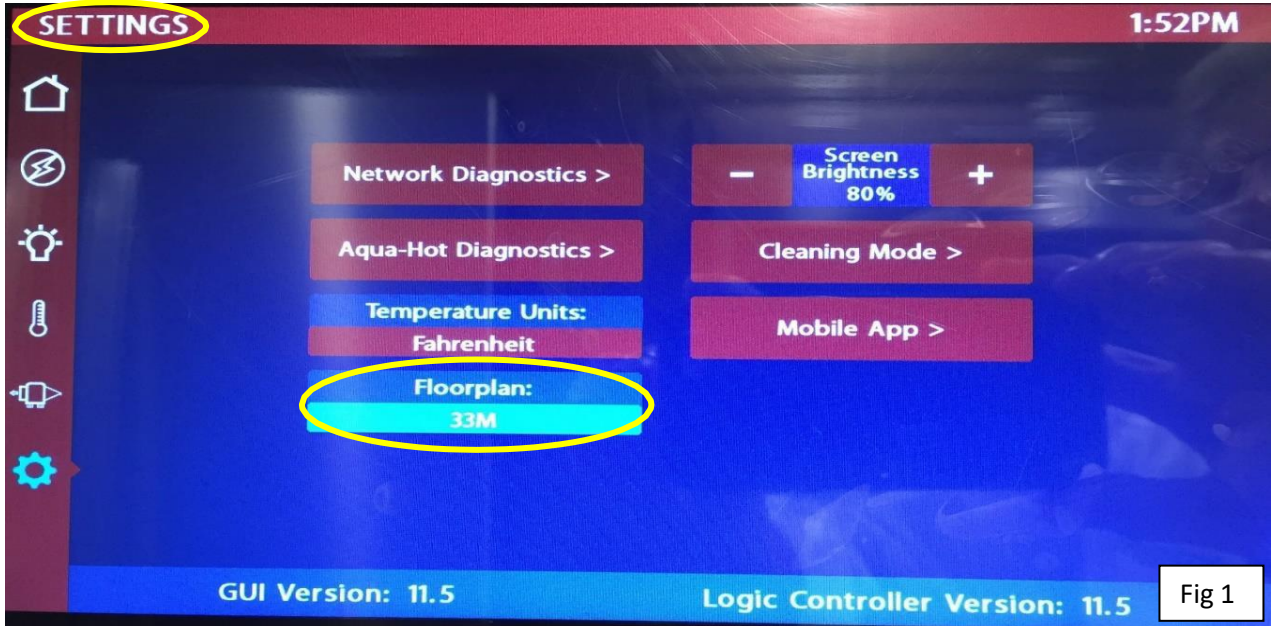 SETTINGS
1:52PM
Network Diagnostics >
Screen
Brightness
80%
Aqua-Hot Diagnostics >
Cleaning Mode >
Temperature Units:
Fahrenheit
Mobile App >
Floorplan:
33M
GUI Version: 11.5
Logic Controller Version: 11.5
Fig 1